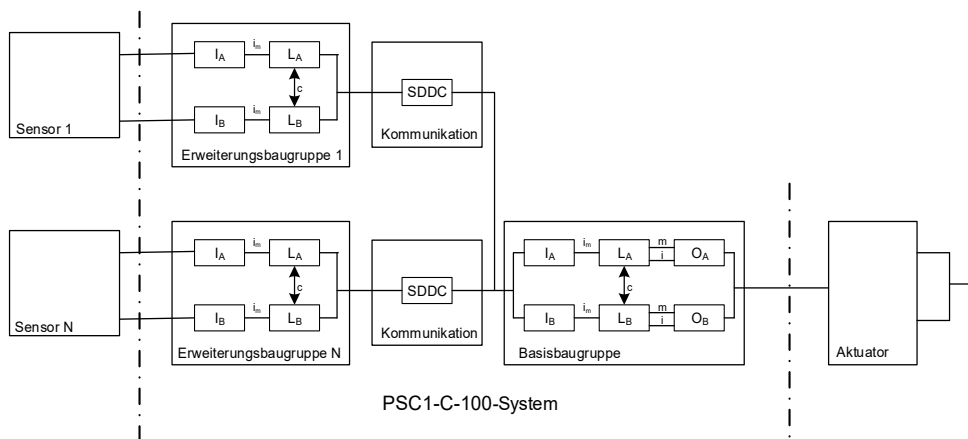 I_A i_m L_A
c
I_B i_m L_B
Sensor 1
Erweiterungsbaugruppe 1
SDDC
Kommunikation
I_A i_m L_A
c
I_B i_m L_B
Sensor N
Erweiterungsbaugruppe N
SDDC
Kommunikation
I_A i_m L_A m i O_A
c
I_B i_m L_B m i O_B
Basisbaugruppe
Aktuator
PSC1-C-100-System